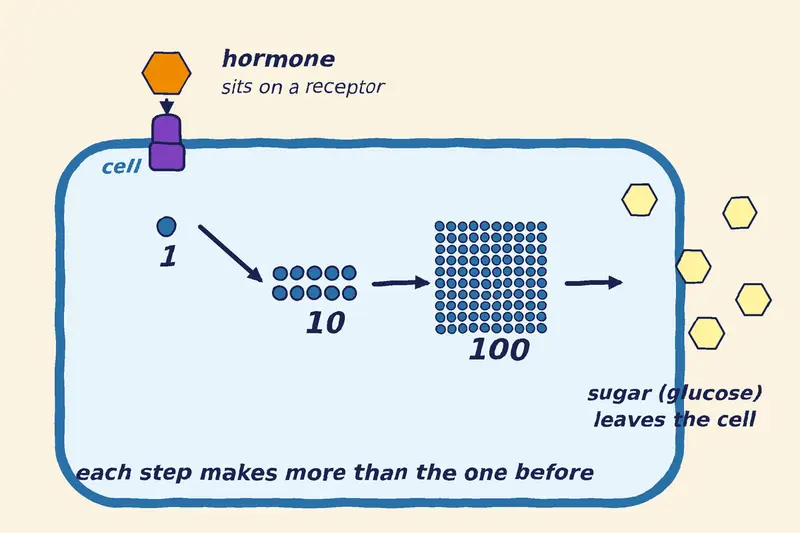 hormone
sits on a receptor
cell
1
10
100
sugar (glucose)
leaves the cell
each step makes more than the one before